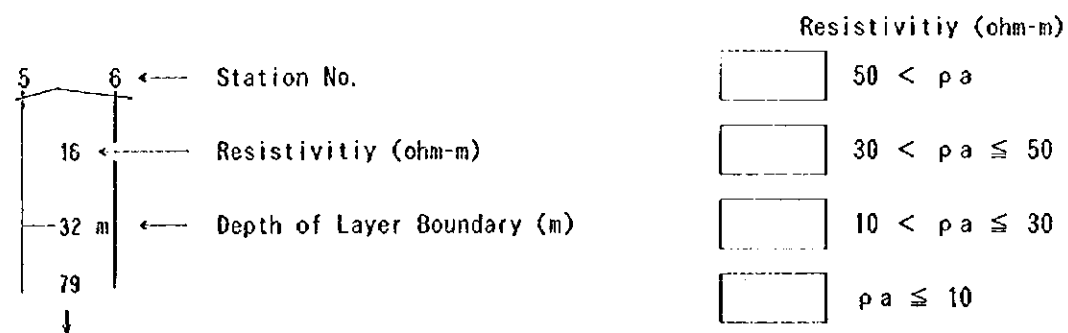 Resistivitiy (ohm-m)
5 6 ← Station No.
50 < ρa
16 ← Resistivitiy (ohm-m)
30 < ρa ≦ 50
32 m ← Depth of Layer Boundary (m)
10 < ρa ≦ 30
79
ρa ≦ 10
↓